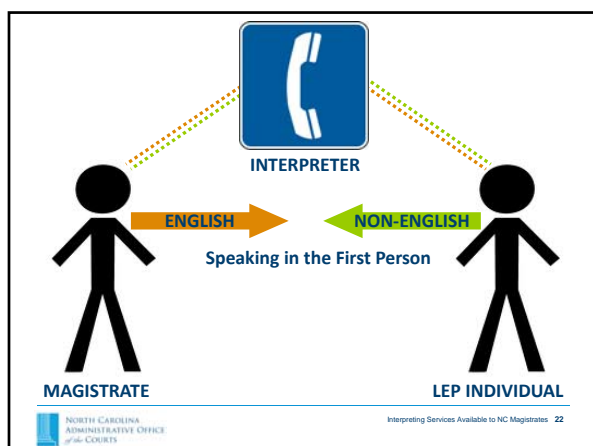 INTERPRETER
ENGLISH
NON-ENGLISH
Speaking in the First Person
MAGISTRATE
LEP INDIVIDUAL
NORTH CAROLINA
ADMINISTRATIVE OFFICE
of the COURTS
Interpreting Services Available to NC Magistrates 22